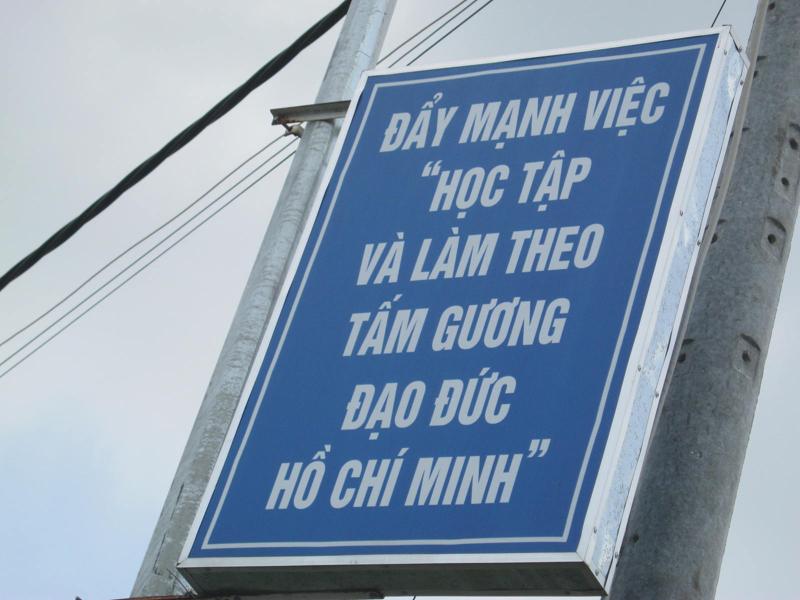 ĐẨY MẠNH VIỆC
“HỌC TẬP
VÀ LÀM THEO
TẤM GƯƠNG
ĐẠO ĐỨC
HỒ CHÍ MINH”